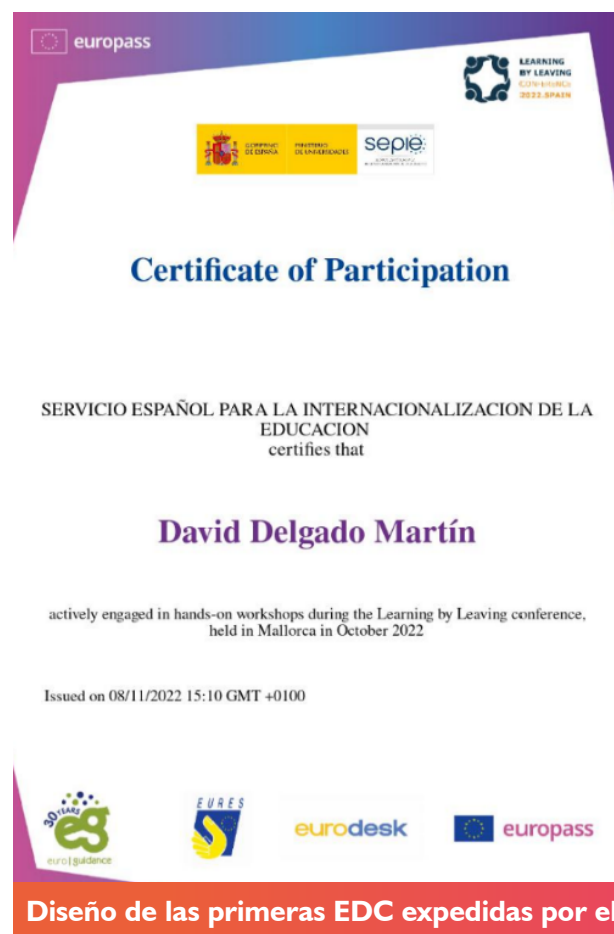 europass
LEARNING
BY LEAVING
CONFERENCE
2022.SPAIN
GOBIERNO
DE ESPAÑA
MINISTERIO
DE UNIVERSIDADES
sepie
Certificate of Participation
SERVICIO ESPAÑOL PARA LA INTERNACIONALIZACION DE LA
EDUCACION
certifies that
David Delgado Martín
actively engaged in hands-on workshops during the Learning by Leaving conference,
held in Mallorca in October 2022
Issued on 08/11/2022 15:10 GMT +0100
30 YEARS
eg
euro|guidance
EURES
eurodesk
europass
Diseño de las primeras EDC expedidas por el